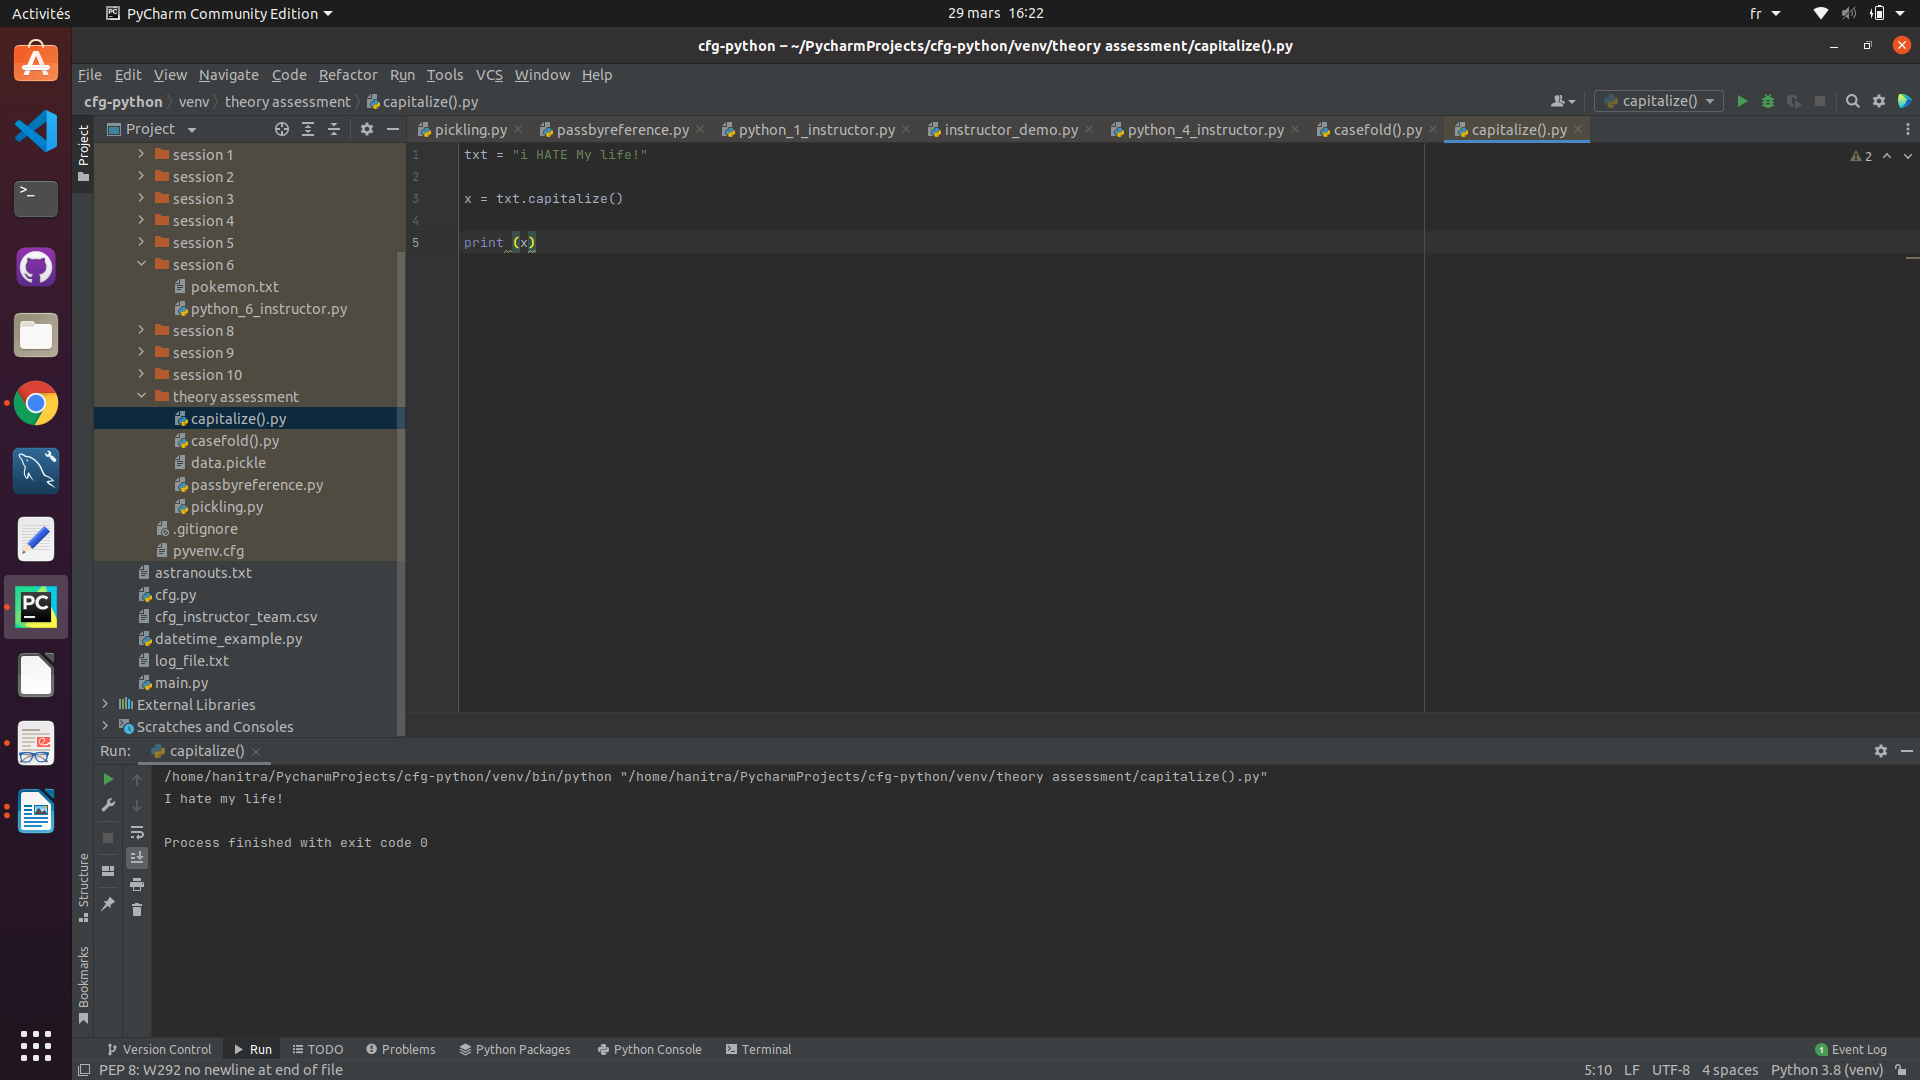 Activités PyCharm Community Edition 29 mars 16:22 fr
cfg-python – ~/PycharmProjects/cfg-python/venv/theory assessment/capitalize().py
File Edit View Navigate Code Refactor Run Tools VCS Window Help
cfg-python venv theory assessment capitalize().py capitalize()
Project pickling.py passbyreference.py python_1_instructor.py instructor_demo.py python_4_instructor.py casefold().py capitalize().py
Project
session 1
session 2
session 3
session 4
session 5
session 6
pokemon.txt
python_6_instructor.py
session 8
session 9
session 10
theory assessment
capitalize().py
casefold().py
data.pickle
passbyreference.py
pickling.py
.gitignore
pyvenv.cfg
astranouts.txt
cfg.py
cfg_instructor_team.csv
datetime_example.py
log_file.txt
main.py
External Libraries
Scratches and Consoles
1 txt = "i HATE My life!"
2
3 x = txt.capitalize()
4
5 print (x)
2
Run: capitalize()
/home/hanitra/PycharmProjects/cfg-python/venv/bin/python "/home/hanitra/PycharmProjects/cfg-python/venv/theory assessment/capitalize().py"
I hate my life!
Process finished with exit code 0
Structure
Bookmarks
Version Control Run TODO Problems Python Packages Python Console Terminal 1 Event Log
PEP 8: W292 no newline at end of file 5:10 LF UTF-8 4 spaces Python 3.8 (venv)
PC